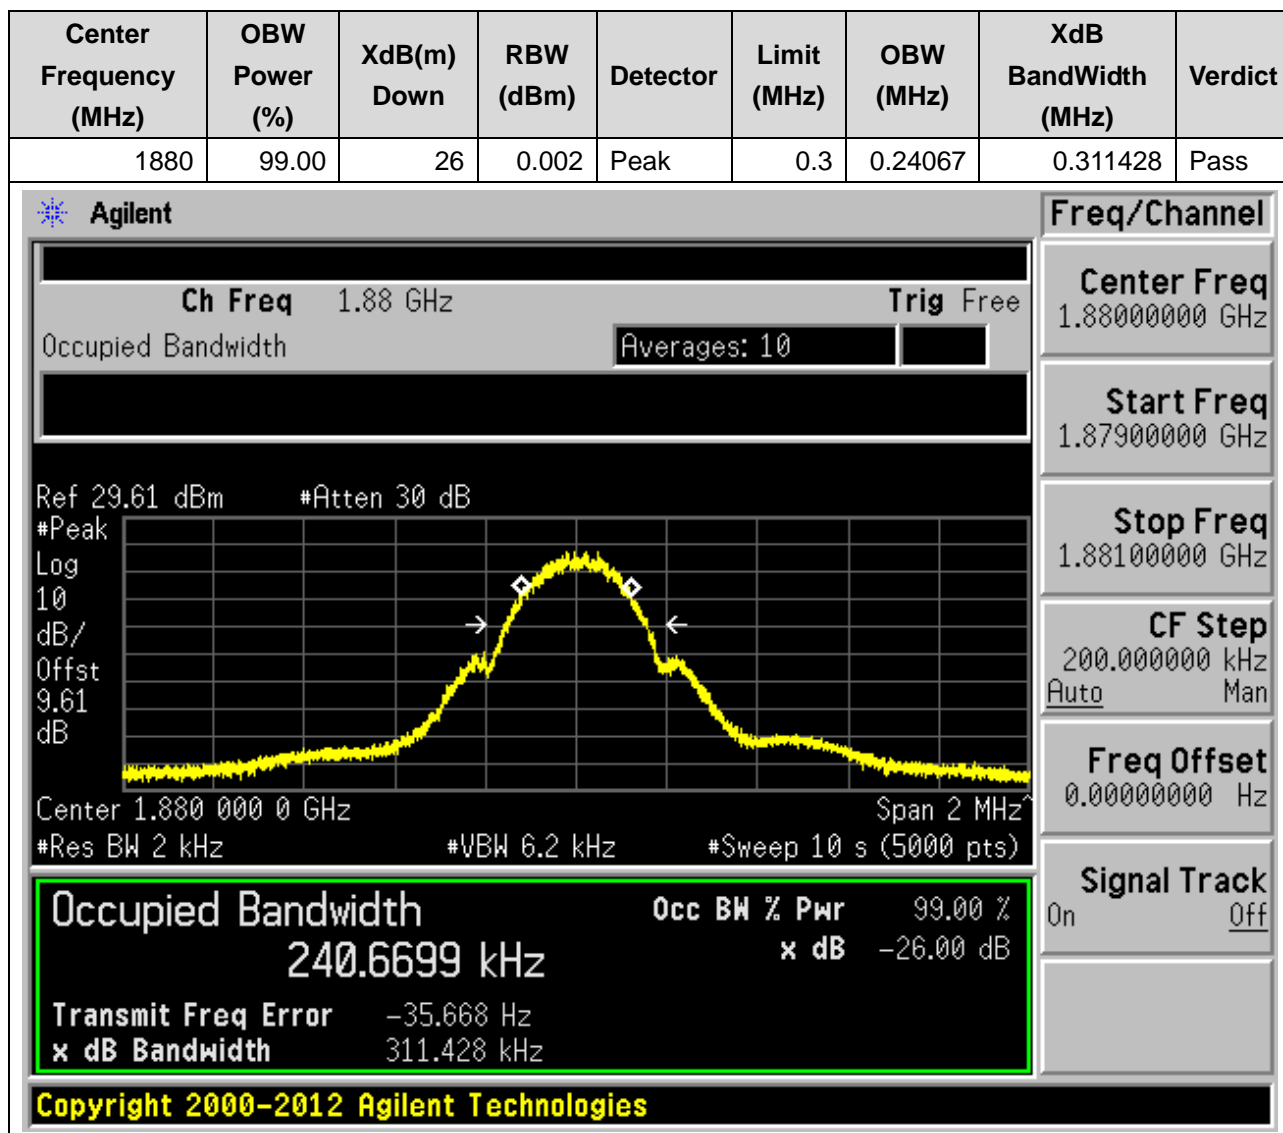 Center Frequency (MHz) OBW Power (%) XdB(m) Down RBW (dBm) Detector Limit (MHz) OBW (MHz) XdB BandWidth (MHz) Verdict
1880 99.00 26 0.002 Peak 0.3 0.24067 0.311428 Pass
Agilent
Freq/Channel
Ch Freq 1.88 GHz Trig Free
Occupied Bandwidth Averages: 10
Ref 29.61 dBm #Atten 30 dB
#Peak
Log
10
dB/
Offst
9.61
dB
Center 1.880 000 0 GHz Span 2 MHz^
#Res BW 2 kHz #VBW 6.2 kHz #Sweep 10 s (5000 pts)
Occupied Bandwidth
240.6699 kHz
Occ BW % Pwr 99.00 %
x dB -26.00 dB
Transmit Freq Error -35.668 Hz
x dB Bandwidth 311.428 kHz
Center Freq
1.88000000 GHz
Start Freq
1.87900000 GHz
Stop Freq
1.88100000 GHz
CF Step
200.000000 kHz
Auto Man
Freq Offset
0.00000000 Hz
Signal Track
On Off
Copyright 2000-2012 Agilent Technologies